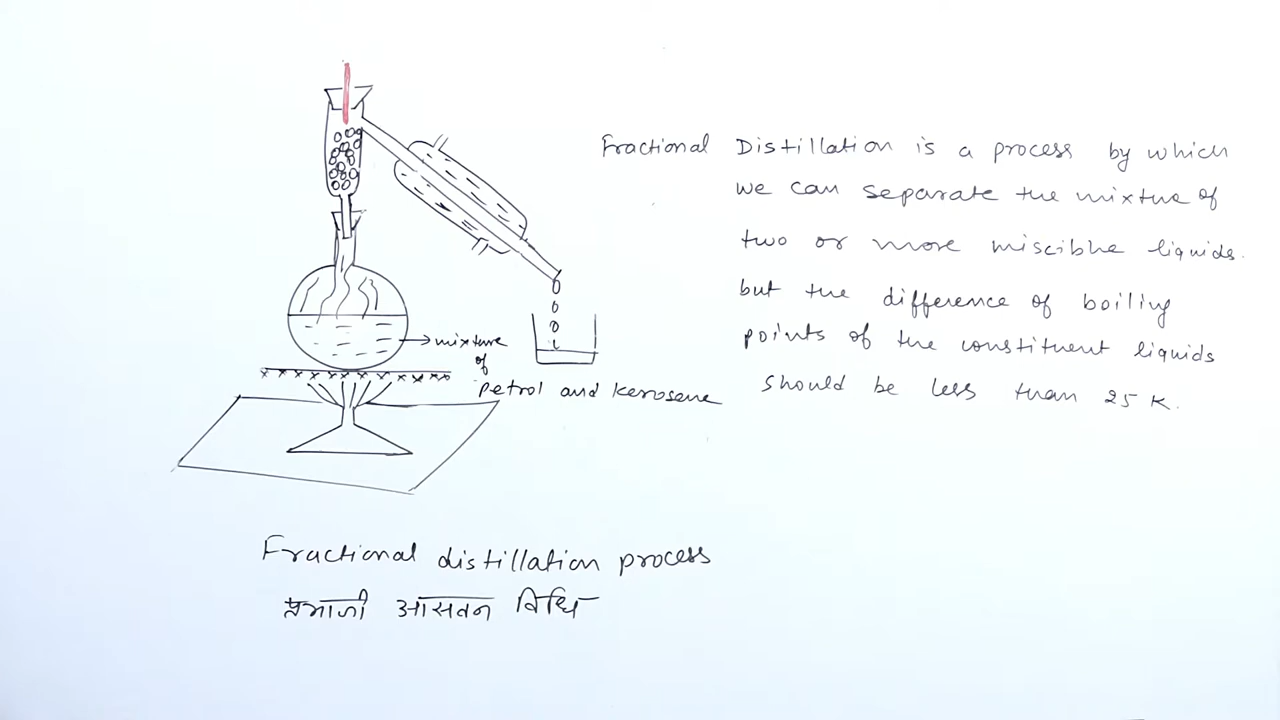 Fractional Distillation is a process by which
we can separate the mixture of
two or more miscible liquids.
but the difference of boiling
points of the constituent liquids
should be less than 25 K.
mixture
of
petrol and kerosene
Fractional distillation process
प्रभाजी आसवन विधि